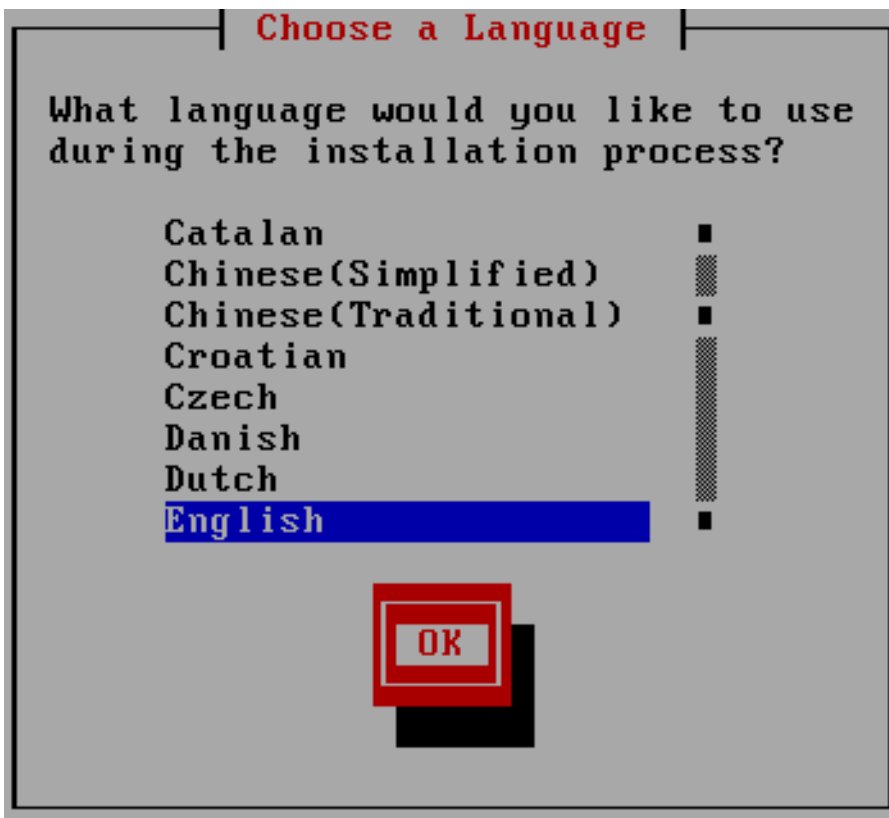 Choose a Language
What language would you like to use
during the installation process?
Catalan
Chinese(Simplified)
Chinese(Traditional)
Croatian
Czech
Danish
Dutch
English
OK